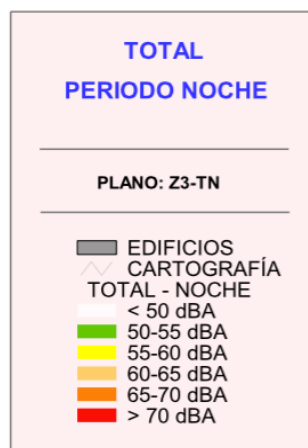 TOTAL
PERIODO NOCHE
PLANO: Z3-TN
EDIFICIOS
CARTOGRAFÍA
TOTAL - NOCHE
< 50 dBA
50-55 dBA
55-60 dBA
60-65 dBA
65-70 dBA
> 70 dBA